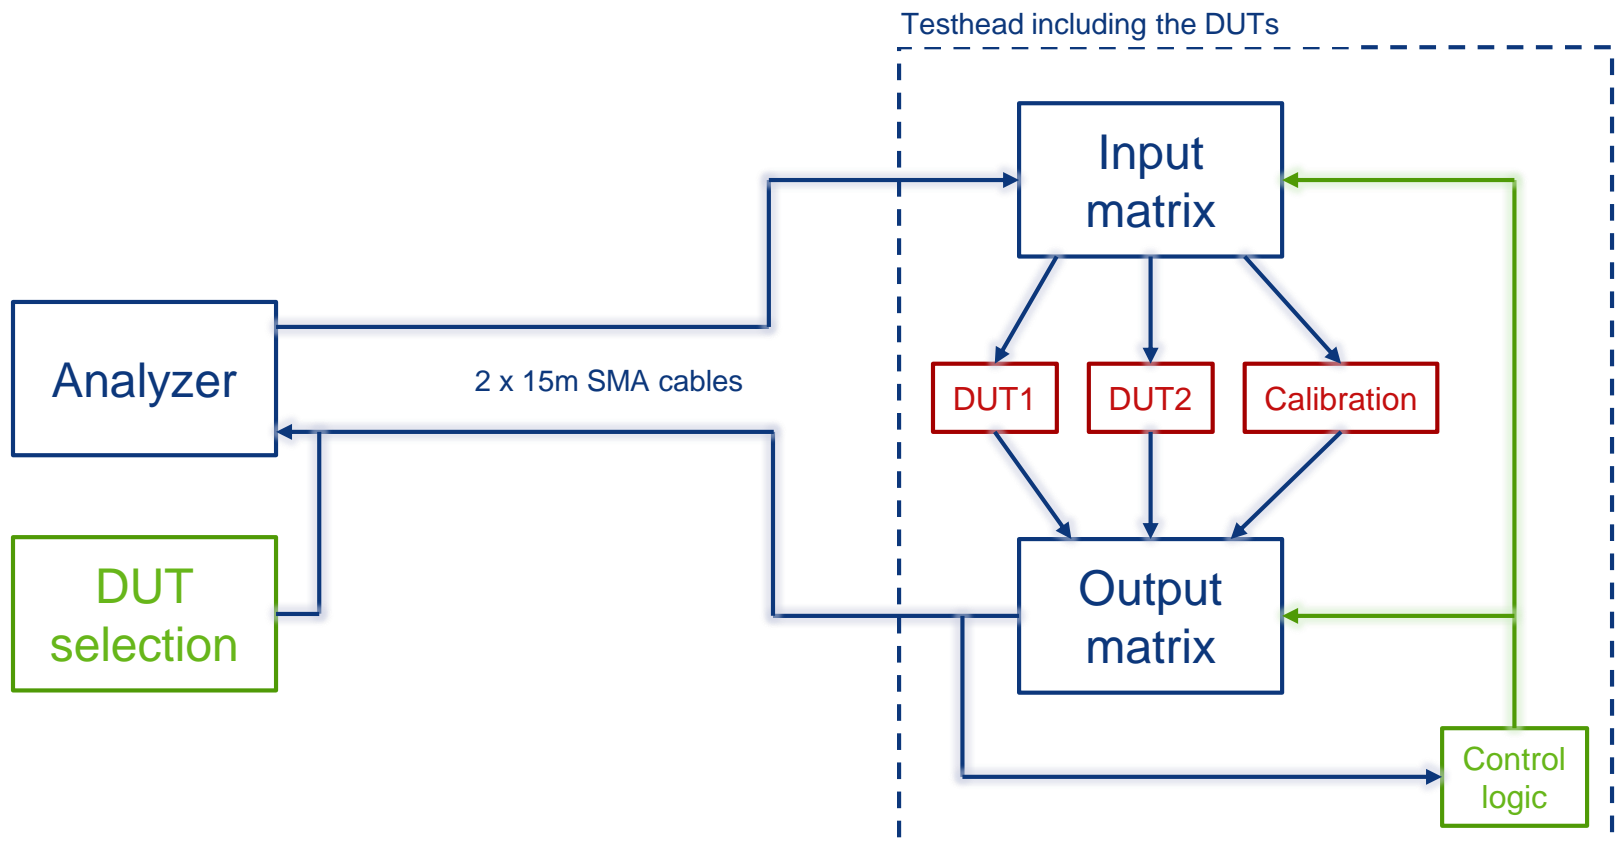 Testhead including the DUTs
Input
matrix
Analyzer
2 x 15m SMA cables
DUT1
DUT2
Calibration
DUT
selection
Output
matrix
Control
logic